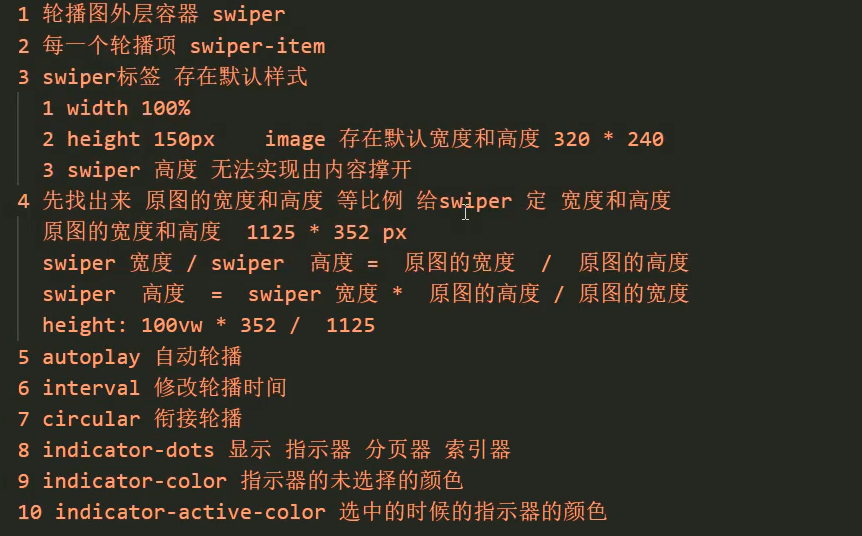 1 轮播图外层容器 swiper
2 每一个轮播项 swiper-item
3 swiper标签 存在默认样式
1 width 100%
2 height 150px    image 存在默认宽度和高度 320 * 240
3 swiper 高度 无法实现由内容撑开
4 先找出来 原图的宽度和高度 等比例 给swiper 定 宽度和高度
原图的宽度和高度  1125 * 352 px
swiper 宽度 / swiper  高度 =  原图的宽度  /  原图的高度
swiper  高度  =  swiper 宽度 *  原图的高度 / 原图的宽度
height: 100vw * 352 /  1125
5 autoplay 自动轮播
6 interval 修改轮播时间
7 circular 衔接轮播
8 indicator-dots 显示 指示器 分页器 索引器
9 indicator-color 指示器的未选择的颜色
10 indicator-active-color 选中的时候的指示器的颜色